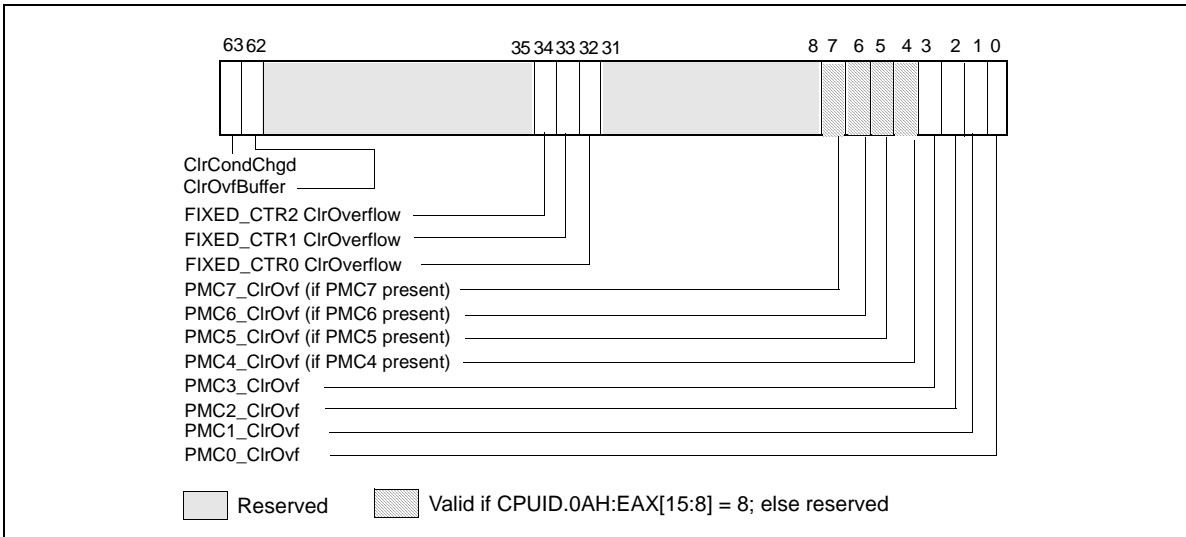 63 62 35 34 33 32 31 8 7 6 5 4 3 2 1 0
ClrCondChgd
ClrOvfBuffer
FIXED_CTR2 ClrOverflow
FIXED_CTR1 ClrOverflow
FIXED_CTR0 ClrOverflow
PMC7_ClrOvf (if PMC7 present)
PMC6_ClrOvf (if PMC6 present)
PMC5_ClrOvf (if PMC5 present)
PMC4_ClrOvf (if PMC4 present)
PMC3_ClrOvf
PMC2_ClrOvf
PMC1_ClrOvf
PMC0_ClrOvf
Reserved Valid if CPUID.0AH:EAX[15:8] = 8; else reserved